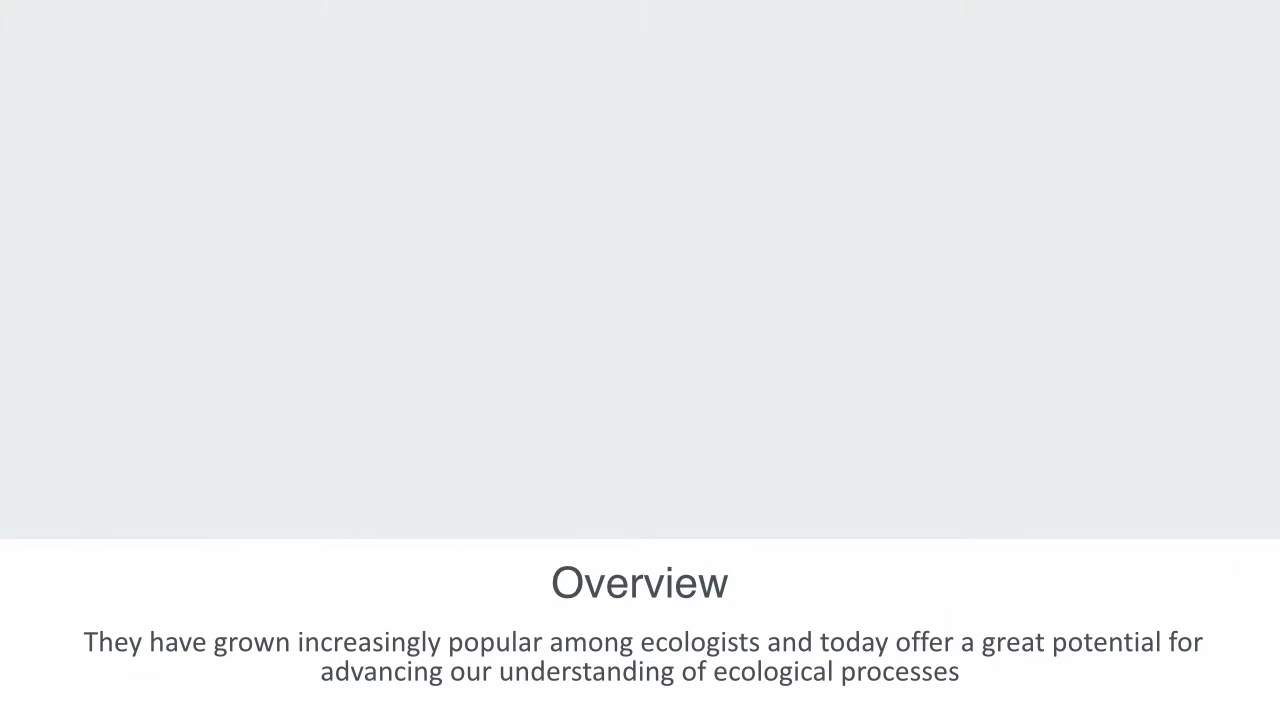 Overview
They have grown increasingly popular among ecologists and today offer a great potential for
advancing our understanding of ecological processes